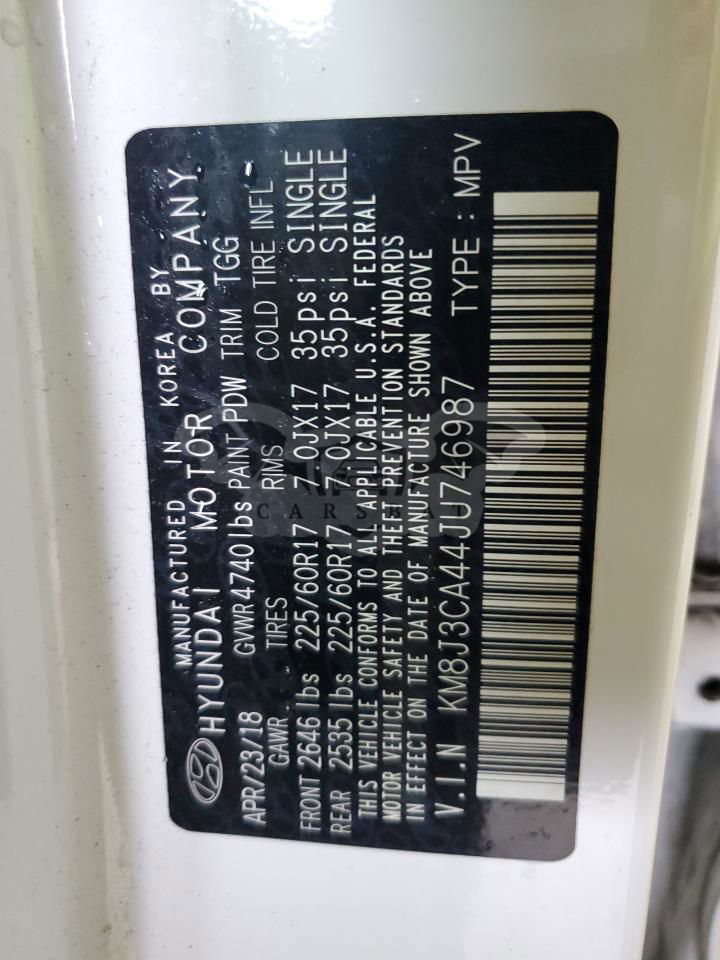 MANUFACTURED IN KOREA BY
HYUNDAI MOTOR COMPANY
APR/23/18 GVWR4740lbs PAINT PDW TRIM TGG
GAWR TIRES RIMS COLD TIRE INFL
FRONT 2646 lbs 225/60R17 7.0JX17 35psi SINGLE
REAR 2535 lbs 225/60R17 7.0JX17 35psi SINGLE
THIS VEHICLE CONFORMS TO ALL APPLICABLE U.S.A. FEDERAL
MOTOR VEHICLE SAFETY AND THEFT PREVENTION STANDARDS
IN EFFECT ON THE DATE OF MANUFACTURE SHOWN ABOVE
V.I.N KM8J3CA44JU746987 TYPE : MPV
CARSBAT